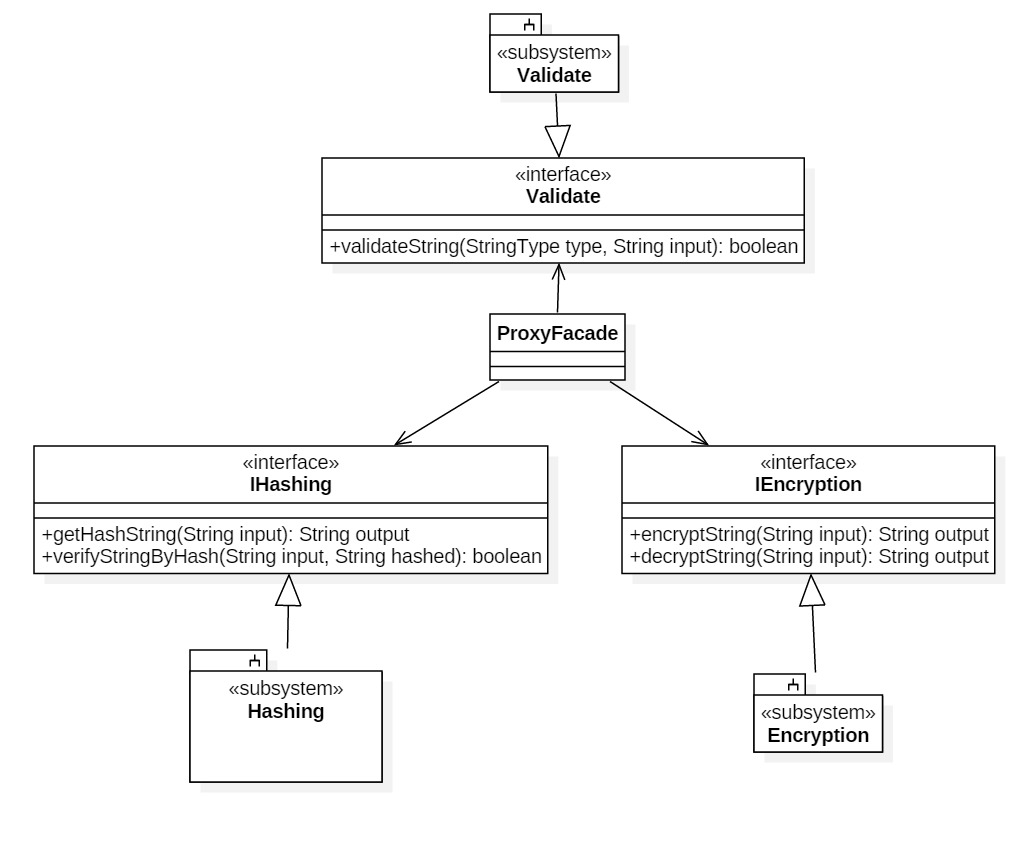 «subsystem»
Validate
«interface»
Validate
+validateString(StringType type, String input): boolean
ProxyFacade
«interface»
IHashing
+getHashString(String input): String output
+verifyStringByHash(String input, String hashed): boolean
«interface»
IEncryption
+encryptString(String input): String output
+decryptString(String input): String output
«subsystem»
Hashing
«subsystem»
Encryption